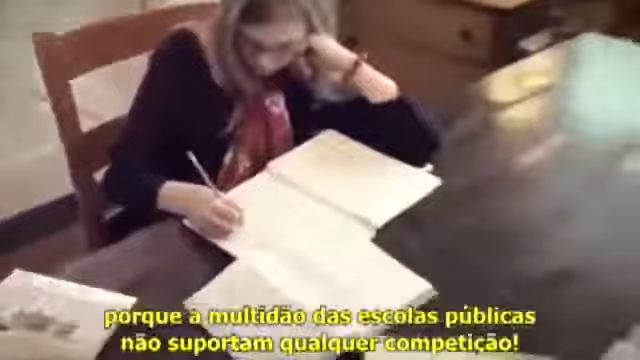 porque a multidão das escolas públicas
não suportam qualquer competição!